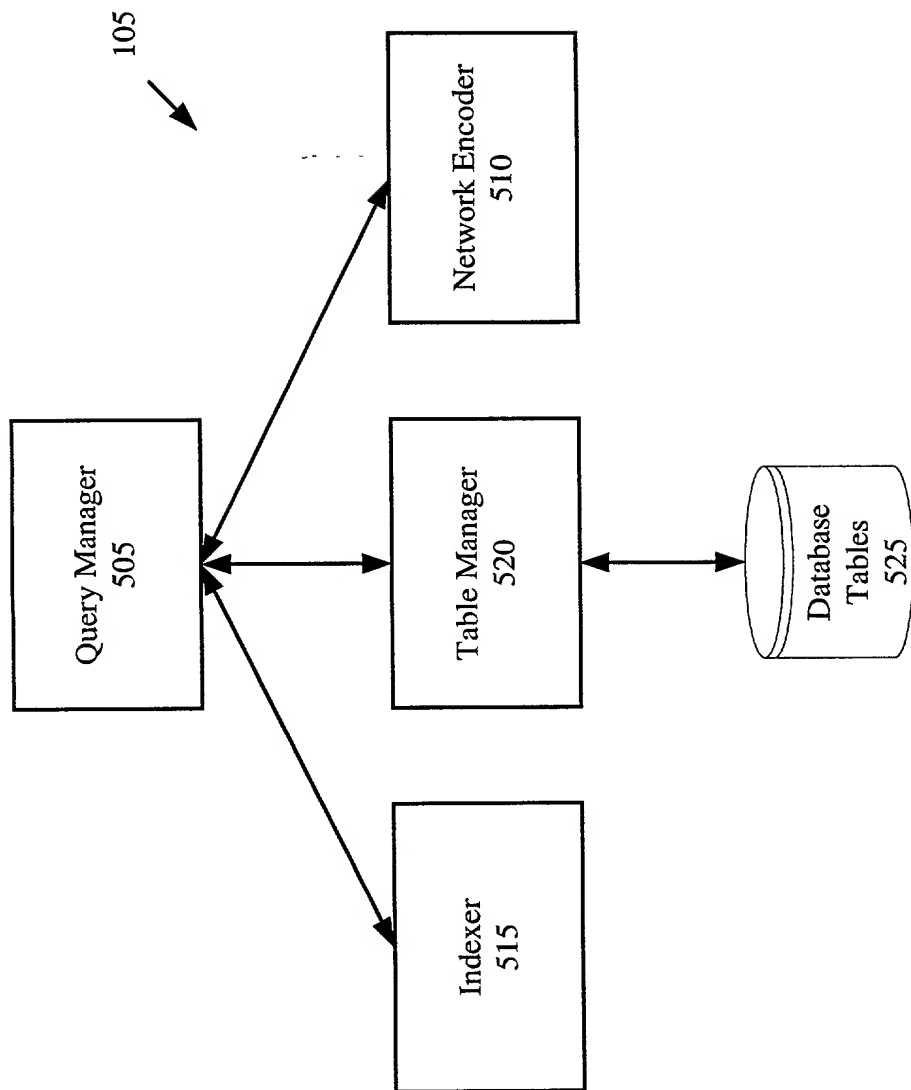 105
Query Manager
505
Network Encoder
510
Table Manager
520
Indexer
515
Database
Tables
525